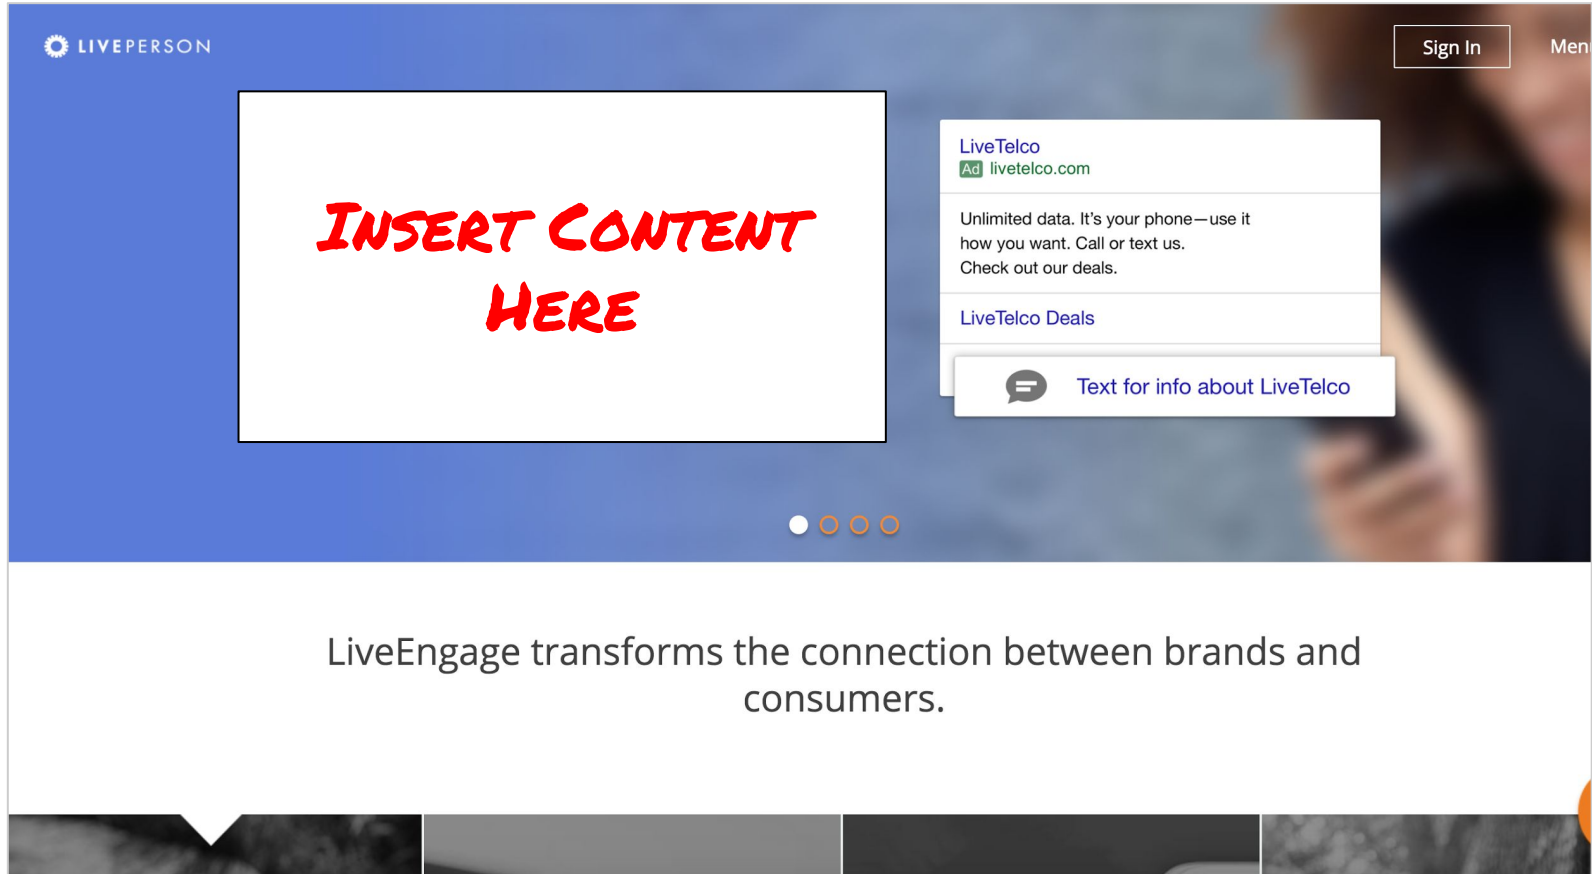 LIVEPERSON
Sign In
INSERT CONTENT
HERE
LiveTelco
Ad livetelco.com
Unlimited data. It's your phone—use it
how you want. Call or text us.
Check out our deals.
LiveTelco Deals
Text for info about LiveTelco
LiveEngage transforms the connection between brands and
consumers.